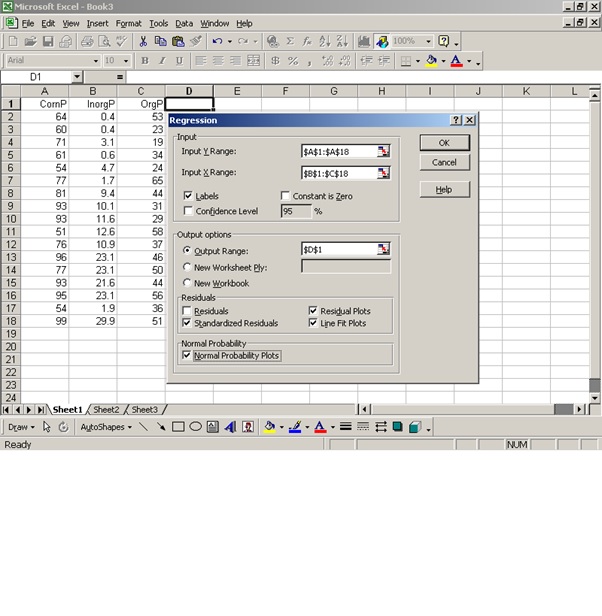 Microsoft Excel - Book3
File Edit View Insert Format Tools Data Window Help
100%
Arial 10 B I U $ % ,
D1 =
A B C D E F G H I J K L
1 CornP InorgP OrgP
2 64 0.4 53
3 60 0.4 23
4 71 3.1 19
5 61 0.6 34
6 54 4.7 24
7 77 1.7 65
8 81 9.4 44
9 93 10.1 31
10 93 11.6 29
11 51 12.6 58
12 76 10.9 37
13 96 23.1 46
14 77 23.1 50
15 93 21.6 44
16 95 23.1 56
17 54 1.9 36
18 99 29.9 51
19
20
21
22
23
24
Regression
Input
Input Y Range: $A$1:$A$18
Input X Range: $B$1:$C$18
Labels Constant is Zero
Confidence Level 95 %
OK
Cancel
Help
Output options
Output Range: $D$1
New Worksheet Ply:
New Workbook
Residuals
Residuals Residual Plots
Standardized Residuals Line Fit Plots
Normal Probability
Normal Probability Plots
Sheet1 Sheet2 Sheet3
Draw AutoShapes
Ready NUM